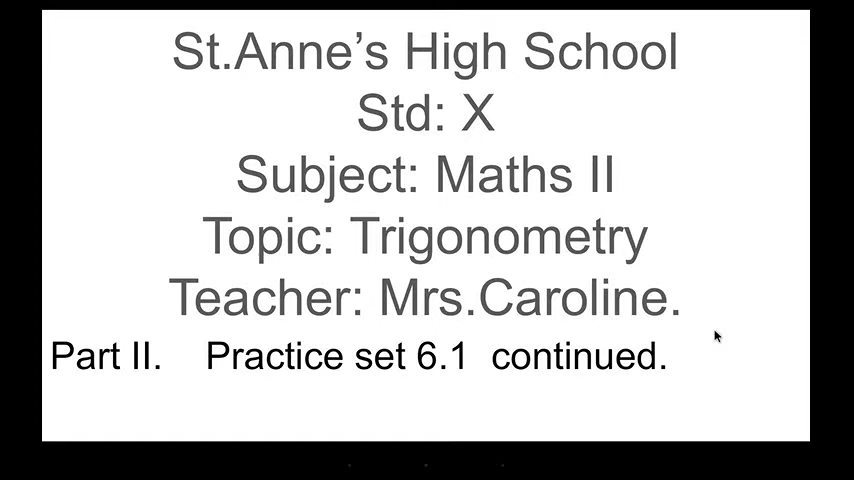 St.Anne’s High School
Std: X
Subject: Maths II
Topic: Trigonometry
Teacher: Mrs.Caroline.
Part II. Practice set 6.1 continued.